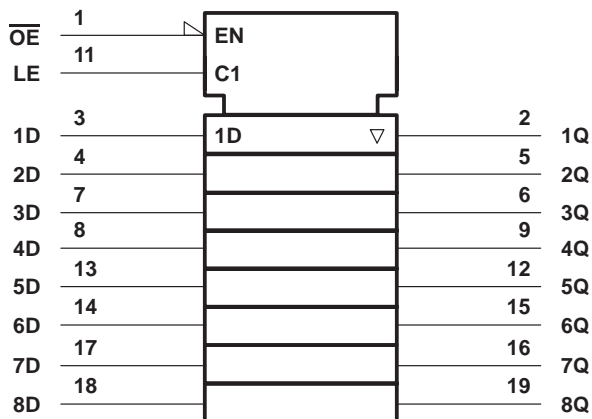 O̅E̅ 1 EN
LE 11 C1
1D 3 1D 2 1Q
2D 4 5 2Q
3D 7 6 3Q
4D 8 9 4Q
5D 13 12 5Q
6D 14 15 6Q
7D 17 16 7Q
8D 18 19 8Q